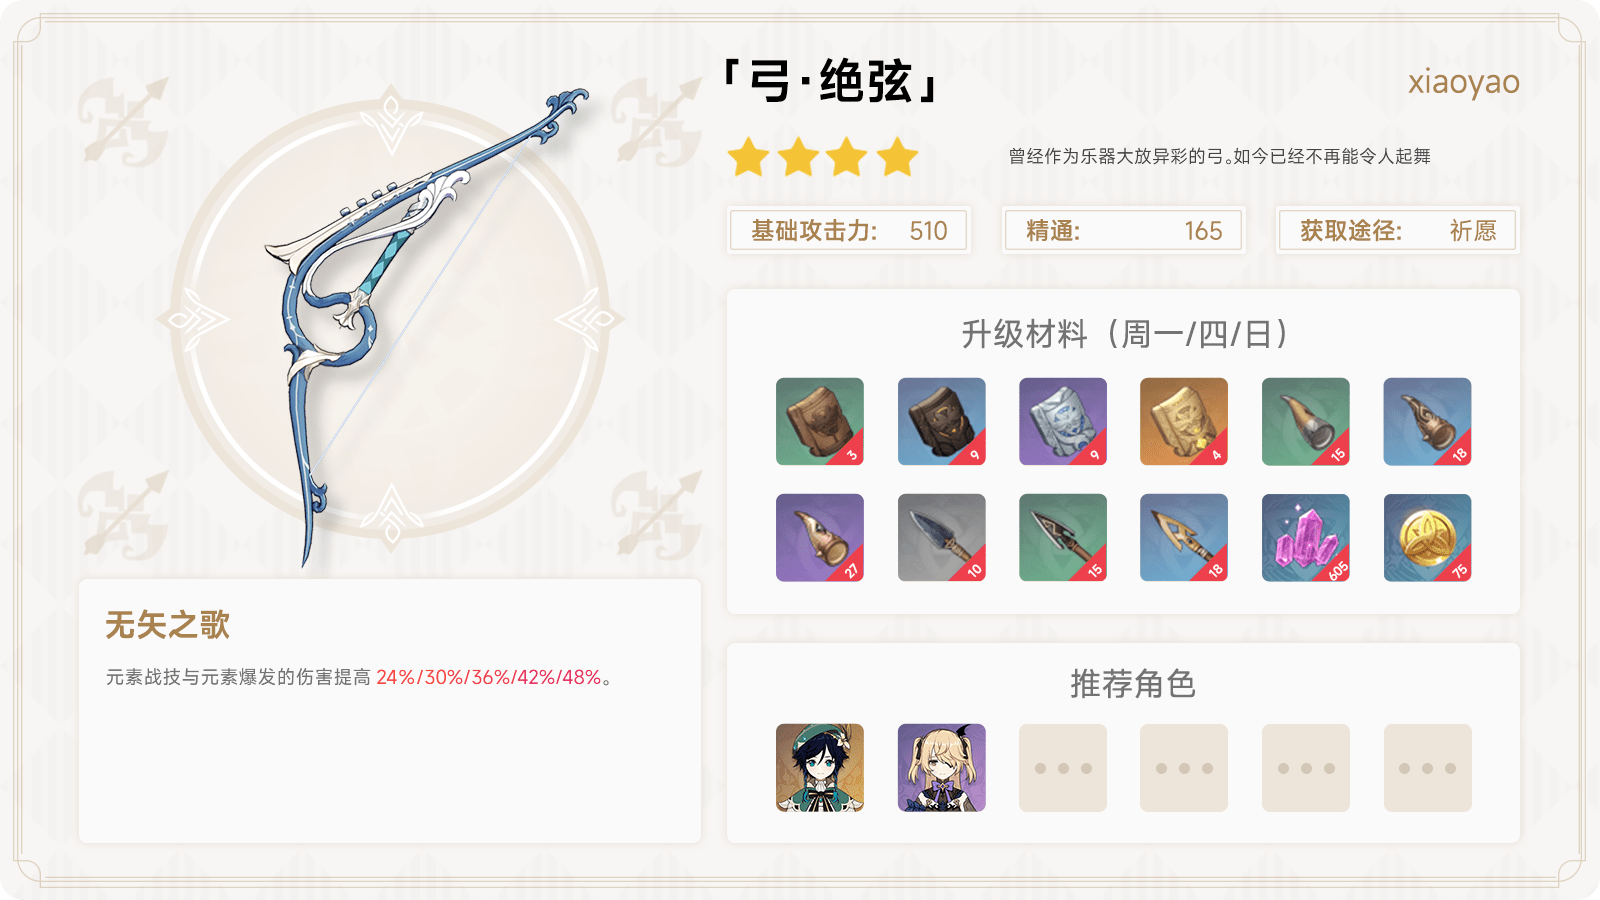 「弓·绝弦」
xiaoyao
曾经作为乐器大放异彩的弓。如今已经不再能令人起舞
基础攻击力: 510
精通: 165
获取途径: 祈愿
升级材料（周一/四/日）
3 9 9 4 15 18
27 10 15 18 605 75
无矢之歌
元素战技与元素爆发的伤害提高 24%/30%/36%/42%/48%。
推荐角色